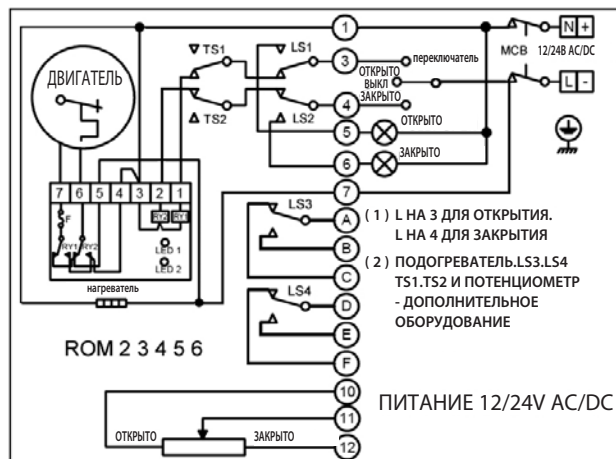 1
N +
MCB 12/24В AC/DC
L -
TS1
LS1
3
переключатель
ОТКРЫТО
ВЫКЛ
ЗАКРЫТО
ДВИГАТЕЛЬ
TS2
LS2
4
5
ОТКРЫТО
6
ЗАКРЫТО
7
7 6 5 4 3 2 1
F
RY1 RY2
RY2 RY1
LED 1
LED 2
нагреватель
LS3
A
B
C
LS4
D
E
F
( 1 ) L НА 3 ДЛЯ ОТКРЫТИЯ.
L НА 4 ДЛЯ ЗАКРЫТИЯ
( 2 ) ПОДОГРЕВАТЕЛЬ.LS3.LS4
TS1.TS2 И ПОТЕНЦИОМЕТР
- ДОПОЛНИТЕЛЬНОЕ
ОБОРУДОВАНИЕ
ROM 2 3 4 5 6
10
ПИТАНИЕ 12/24V AC/DC
11
ОТКРЫТО
ЗАКРЫТО
12